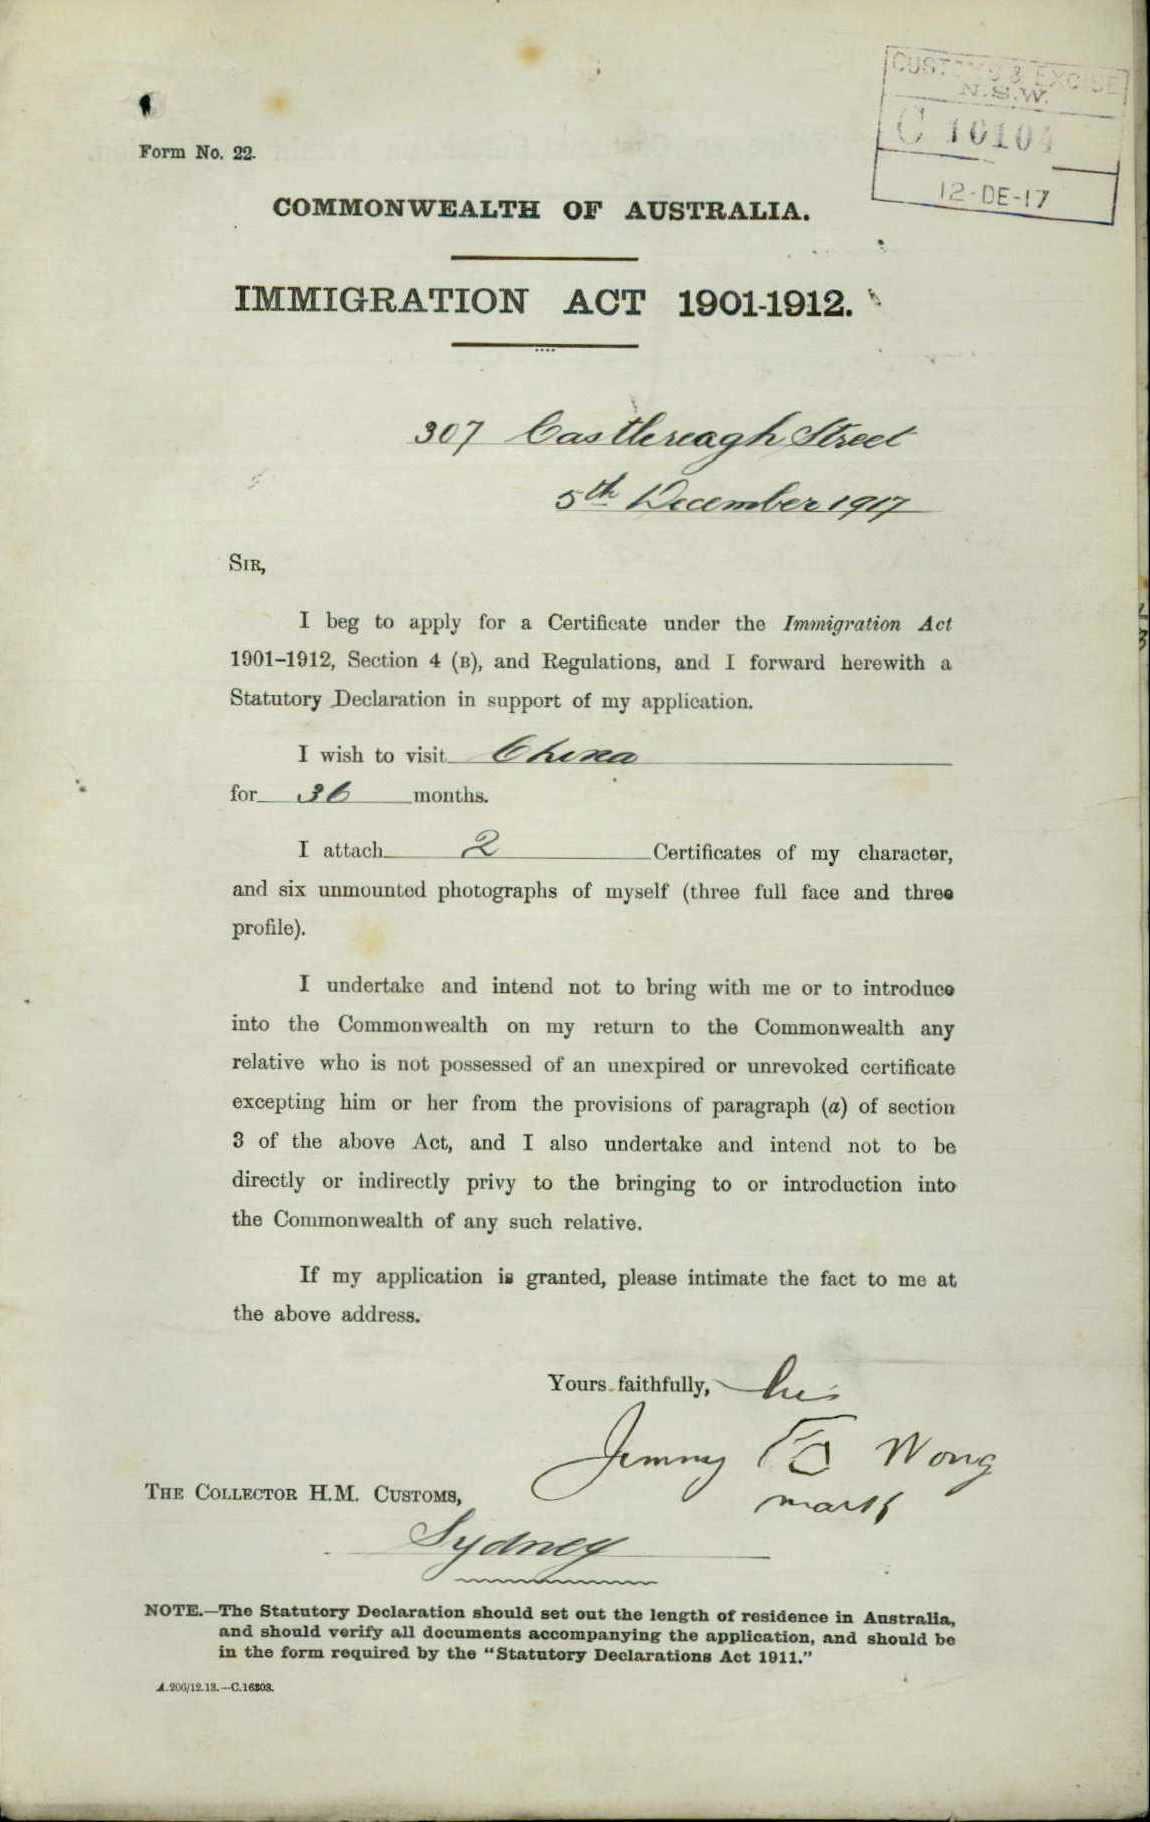 CUSTOMS & EXCISE
N.S.W.
C 10104
12-DE-17
Form No. 22.
COMMONWEALTH OF AUSTRALIA.
IMMIGRATION ACT 1901-1912.
307 Castlereagh Street
5th December 1917
SIR,
I beg to apply for a Certificate under the Immigration Act
1901–1912, Section 4 (B), and Regulations, and I forward herewith a
Statutory Declaration in support of my application.
I wish to visit China
for 36 months.
I attach 2 Certificates of my character,
and six unmounted photographs of myself (three full face and three
profile).
I undertake and intend not to bring with me or to introduce
into the Commonwealth on my return to the Commonwealth any
relative who is not possessed of an unexpired or unrevoked certificate
excepting him or her from the provisions of paragraph (a) of section
3 of the above Act, and I also undertake and intend not to be
directly or indirectly privy to the bringing to or introduction into
the Commonwealth of any such relative.
If my application is granted, please intimate the fact to me at
the above address.
Yours faithfully, his
Jimmy Wong
mark
THE COLLECTOR H.M. CUSTOMS,
Sydney
NOTE.—The Statutory Declaration should set out the length of residence in Australia,
and should verify all documents accompanying the application, and should be
in the form required by the "Statutory Declarations Act 1911."
A.200/12.13.—C.16303.